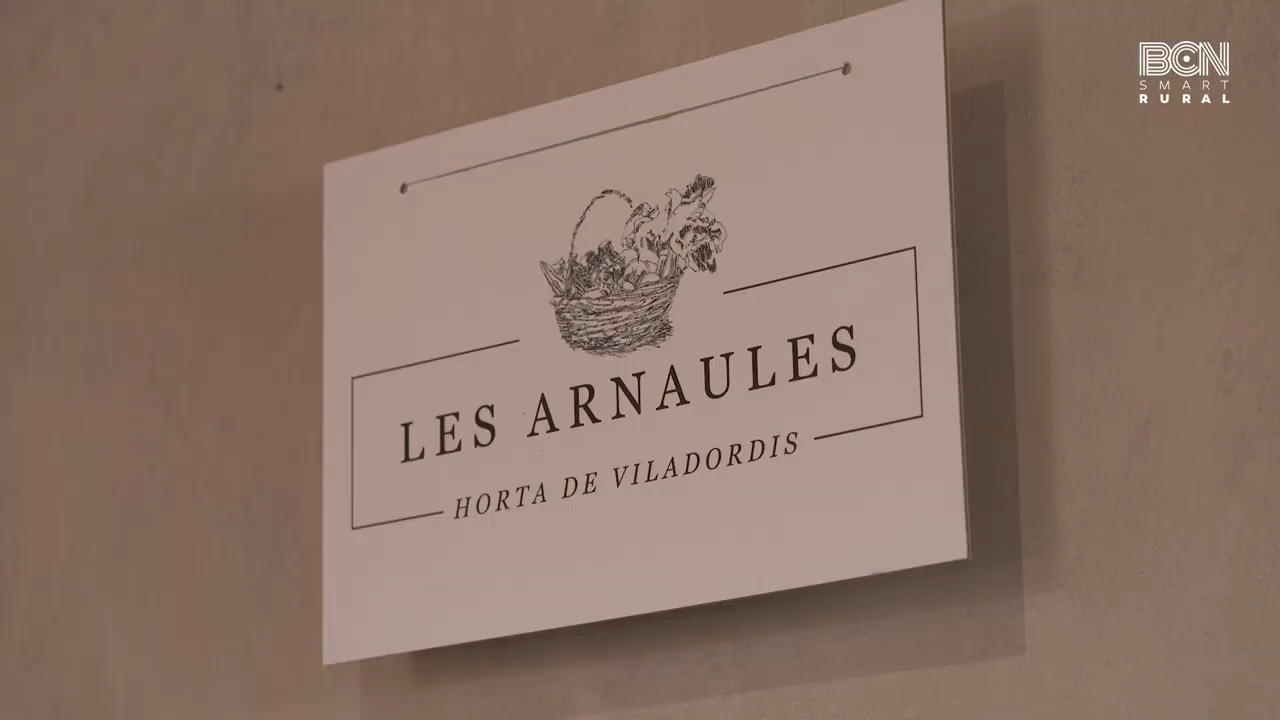 BCN
SMART
RURAL
LES ARNAULES
HORTA DE VILADORDIS